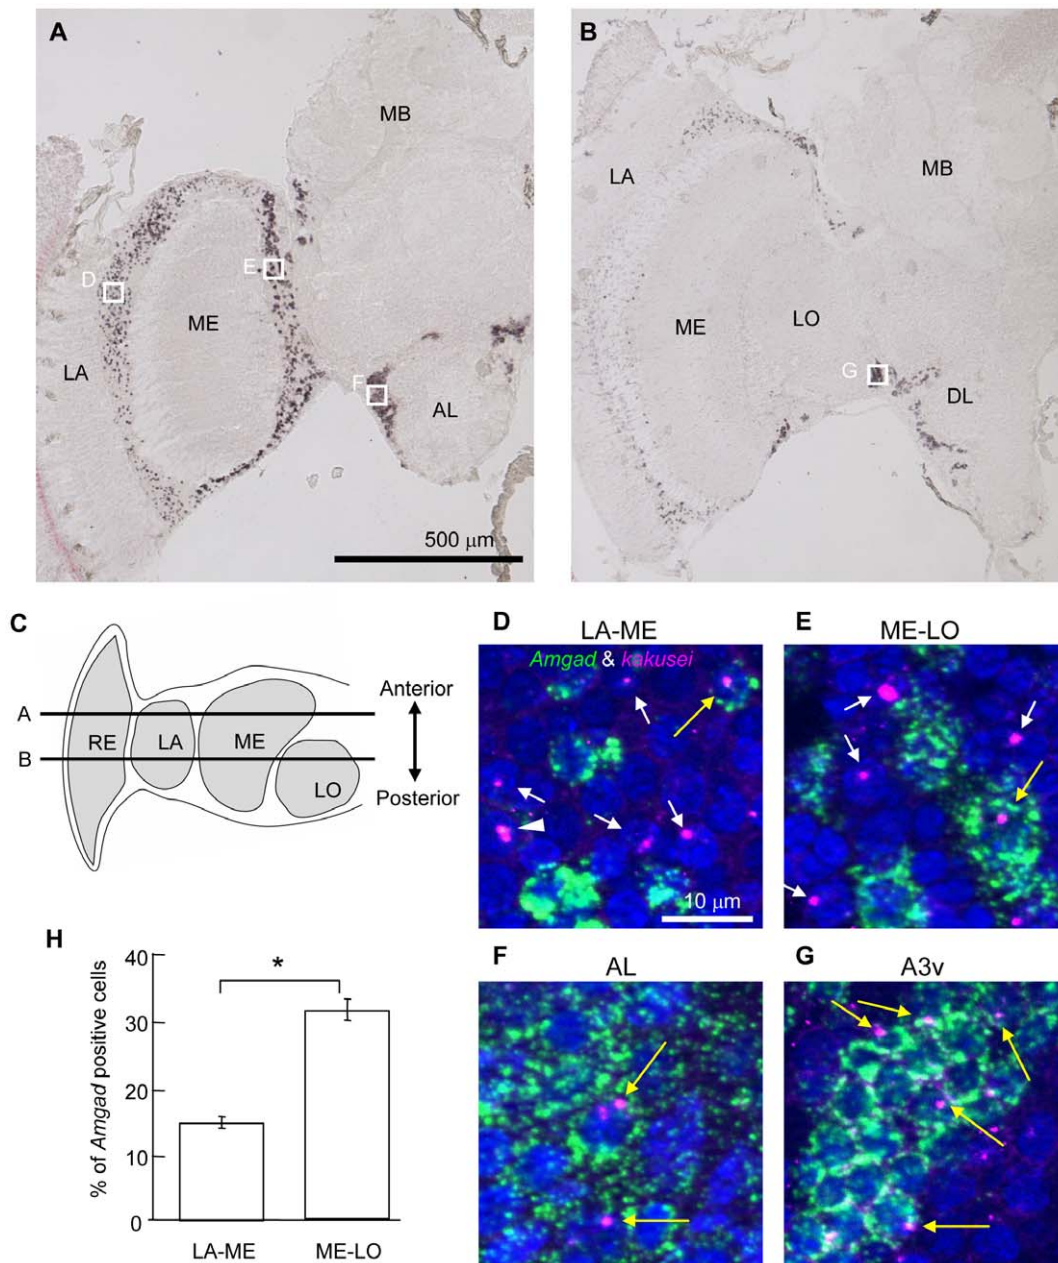 A
B
MB
MB
LA
D
E
ME
LA
F
AL
ME
LO
G
DL
500 μm
C
A
B
RE
LA
ME
LO
Anterior
Posterior
D
LA-ME
Amgad & kakusei
10 μm
E
ME-LO
H
% of Amgad positive cells
40
30
20
10
0
*
LA-ME
ME-LO
F
AL
G
A3v